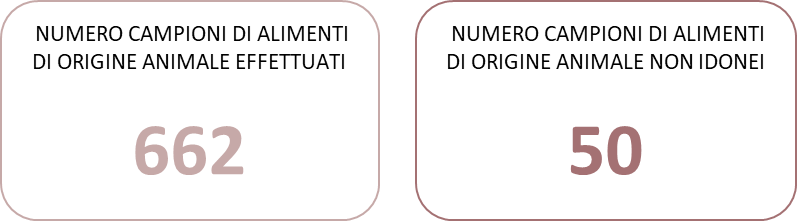 NUMERO CAMPIONI DI ALIMENTI
DI ORIGINE ANIMALE EFFETTUATI
662
NUMERO CAMPIONI DI ALIMENTI
DI ORIGINE ANIMALE NON IDONEI
50